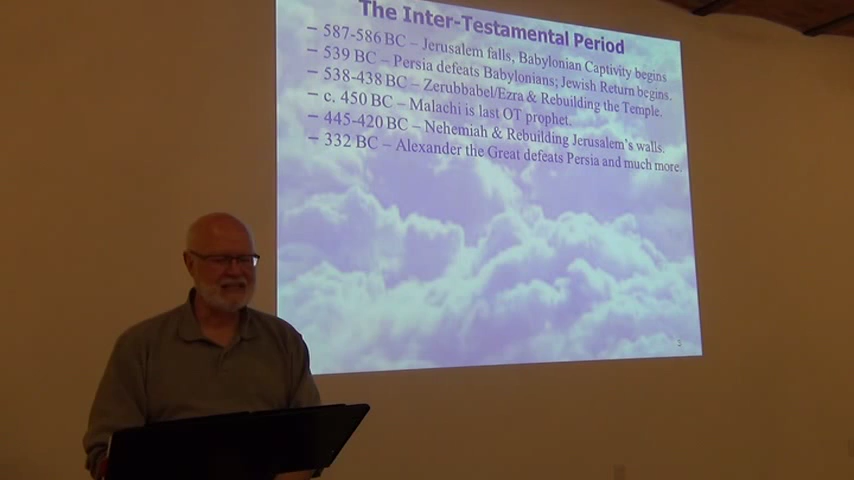 The Inter-Testamental Period
– 587-586 BC – Jerusalem falls, Babylonian Captivity begins
– 539 BC – Persia defeats Babylonians; Jewish Return begins.
– 538-438 BC – Zerubbabel/Ezra & Rebuilding the Temple.
– c. 450 BC – Malachi is last OT prophet.
– 445-420 BC – Nehemiah & Rebuilding Jerusalem's walls.
– 332 BC – Alexander the Great defeats Persia and much more.